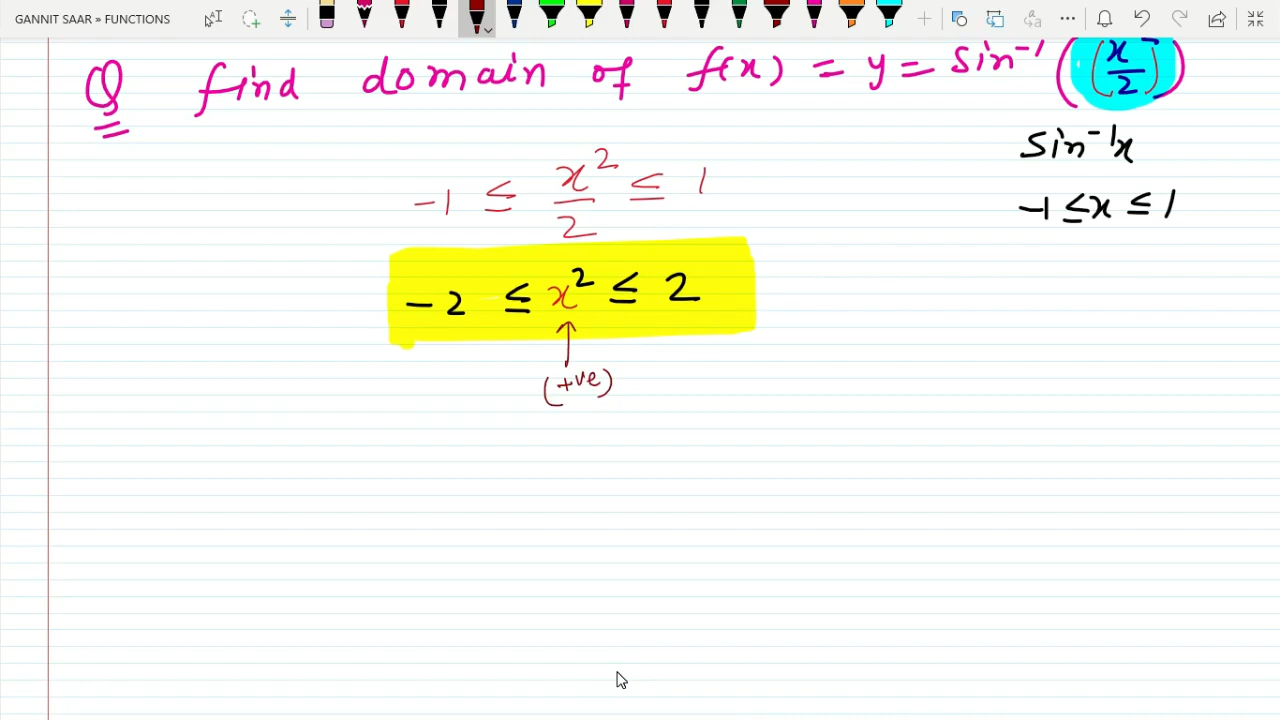 GANNIT SAAR » FUNCTIONS
Q find domain of f(x) = y = sin⁻¹ (x²/2)
sin⁻¹x
-1 ≤ x ≤ 1
-1 ≤ x²/2 ≤ 1
-2 ≤ x² ≤ 2
(+ve)